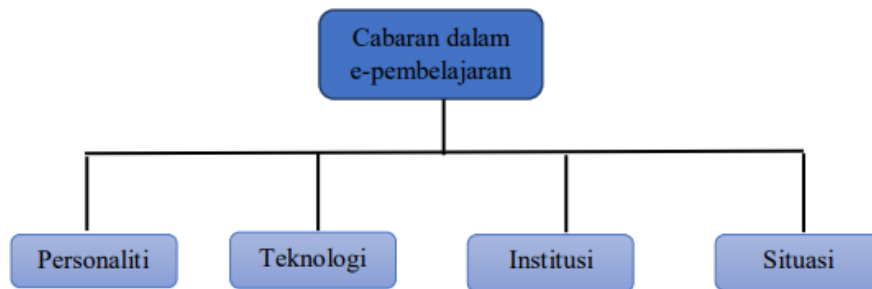 Cabaran dalam
e-pembelajaran
Personaliti
Teknologi
Institusi
Situasi